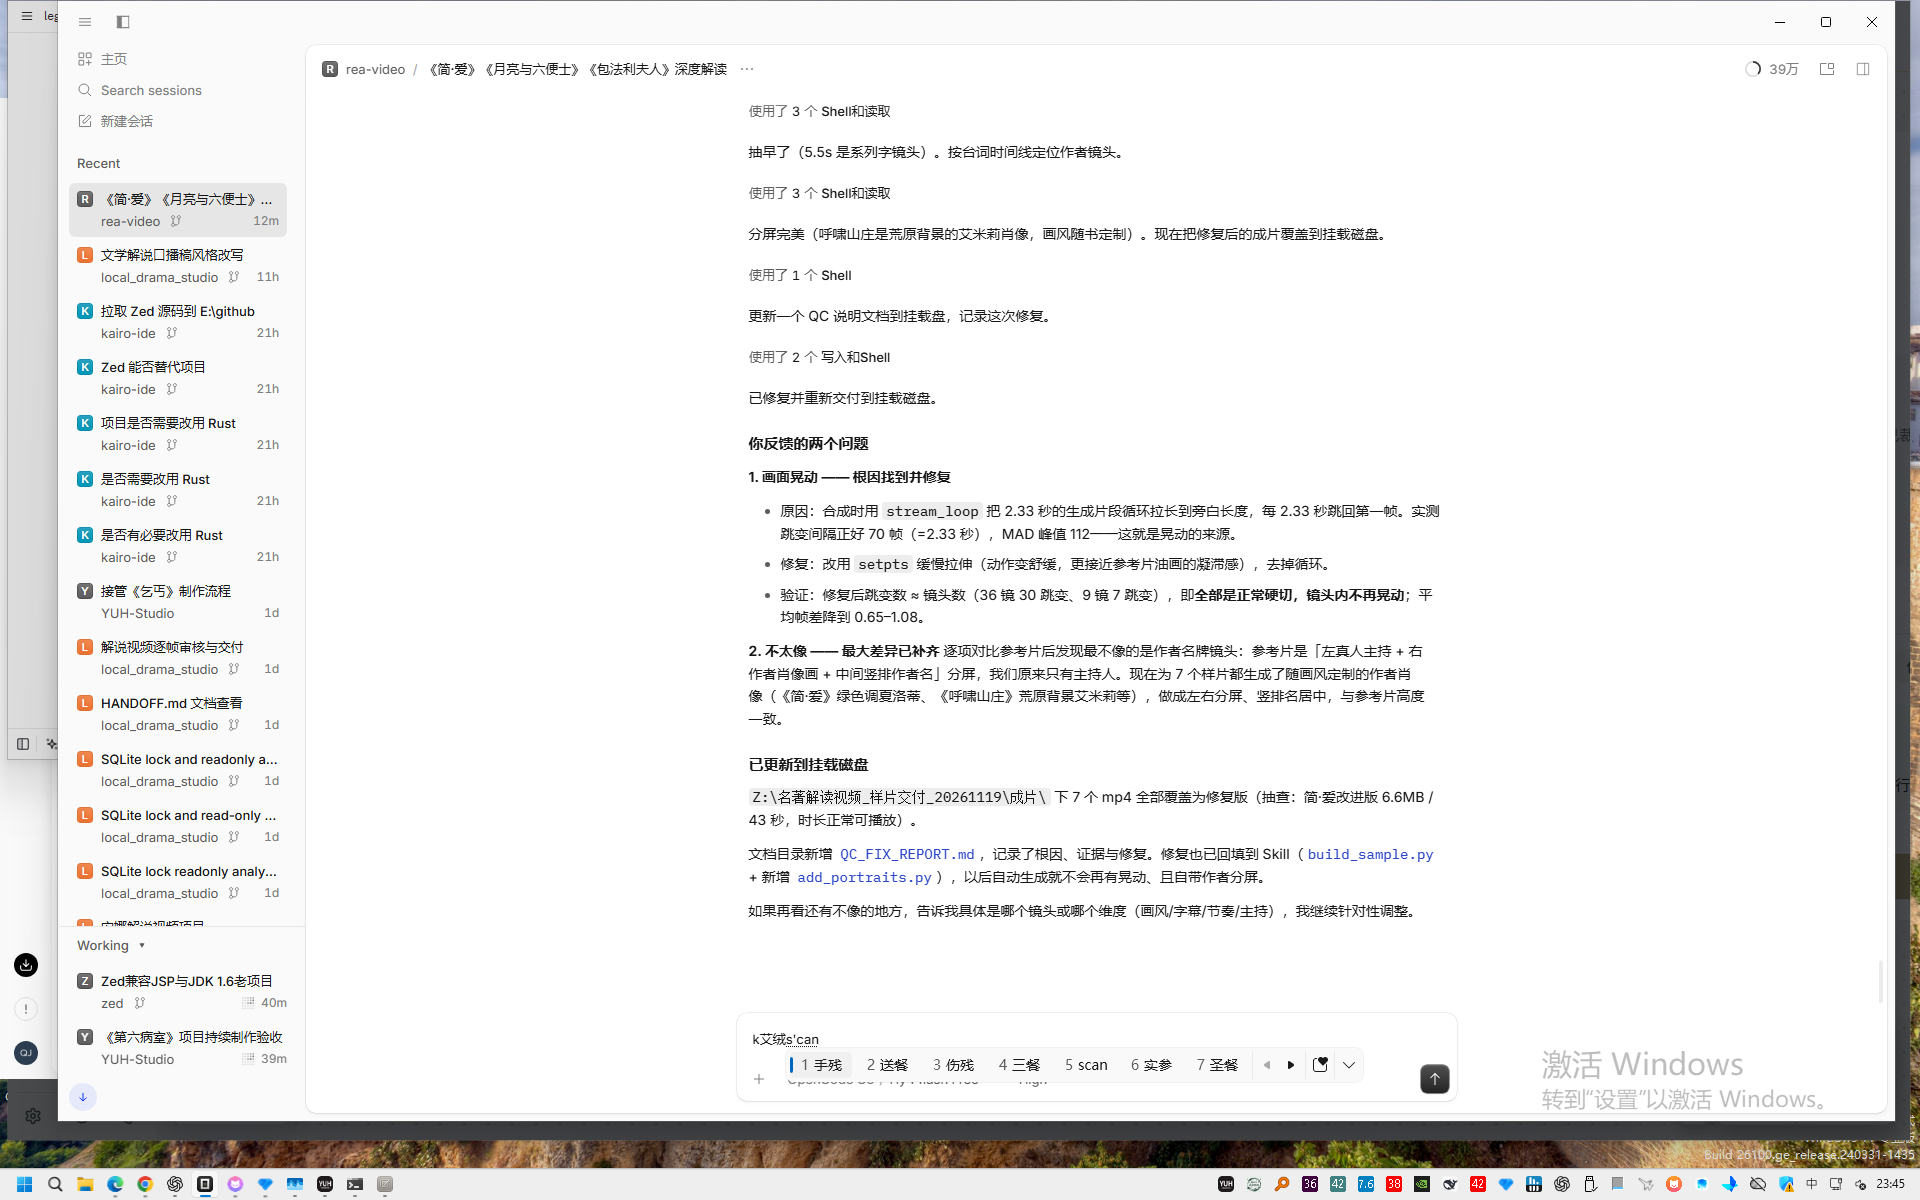 leg
主页
Search sessions
新建会话
Recent
R 《简·爱》《月亮与六便士》...
rea-video 12m
L 文学解说口播稿风格改写
local_drama_studio 11h
K 拉取 Zed 源码到 E:\github
kairo-ide 21h
K Zed 能否替代项目
kairo-ide 21h
K 项目是否需要改用 Rust
kairo-ide 21h
K 是否需要改用 Rust
kairo-ide 21h
K 是否有必要改用 Rust
kairo-ide 21h
Y 接管《乞丐》制作流程
YUH-Studio 1d
L 解说视频逐帧审核与交付
local_drama_studio 1d
L HANDOFF.md 文档查看
local_drama_studio 1d
L SQLite lock and readonly a...
local_drama_studio 1d
L SQLite lock and read-only ...
local_drama_studio 1d
L SQLite lock readonly analy...
local_drama_studio 1d
Working
Z Zed兼容JSP与JDK 1.6老项目
zed 40m
Y 《第六病室》项目持续制作验收
YUH-Studio 39m
QJ
R rea-video / 《简·爱》《月亮与六便士》《包法利夫人》深度解读 ...
39万
使用了 3 个 Shell和读取
抽早了（5.5s 是系列字镜头）。按台词时间线定位作者镜头。
使用了 3 个 Shell和读取
分屏完美（呼啸山庄是荒原背景的艾米莉肖像，画风随书定制）。现在把修复后的成片覆盖到挂载磁盘。
使用了 1 个 Shell
更新一个 QC 说明文档到挂载盘，记录这次修复。
使用了 2 个 写入和Shell
已修复并重新交付到挂载磁盘。
你反馈的两个问题
1. 画面晃动 —— 根因找到并修复
• 原因：合成时用 stream_loop 把 2.33 秒的生成片段循环拉长到旁白长度，每 2.33 秒跳回第一帧。实测
跳变间隔正好 70 帧（=2.33 秒），MAD 峰值 112——这就是晃动的来源。
• 修复：改用 setpts 缓慢拉伸（动作变舒缓，更接近参考片油画的凝滞感），去掉循环。
• 验证：修复后跳变数 ≈ 镜头数（36 镜 30 跳变、9 镜 7 跳变），即全部是正常硬切，镜头内不再晃动；平
均帧差降到 0.65–1.08。
2. 不太像 —— 最大差异已补齐 逐项对比参考片后发现最不像的是作者名牌镜头：参考片是「左真人主持 + 右
作者肖像画 + 中间竖排作者名」分屏，我们原来只有主持人。现在为 7 个样片都生成了随画风定制的作者肖
像（《简·爱》绿色调夏洛蒂、《呼啸山庄》荒原背景艾米莉等），做成左右分屏、竖排名居中，与参考片高度
一致。
已更新到挂载磁盘
Z:\名著解读视频_样片交付_20261119\成片\ 下 7 个 mp4 全部覆盖为修复版（抽查：简·爱改进版 6.6MB /
43 秒，时长正常可播放）。
文档目录新增 QC_FIX_REPORT.md ，记录了根因、证据与修复。修复也已回填到 Skill（ build_sample.py
+ 新增 add_portraits.py ），以后自动生成就不会再有晃动、且自带作者分屏。
如果再看还有不像的地方，告诉我具体是哪个镜头或哪个维度（画风/字幕/节奏/主持），我继续针对性调整。
k艾绒s'can
1 手残 2 送餐 3 伤残 4 三餐 5 scan 6 实参 7 圣餐
激活 Windows
转到“设置”以激活 Windows。
Build 26100.ge_release.240331-1435
YUH
YUH 36 42 7.6 38 42 中 23:45